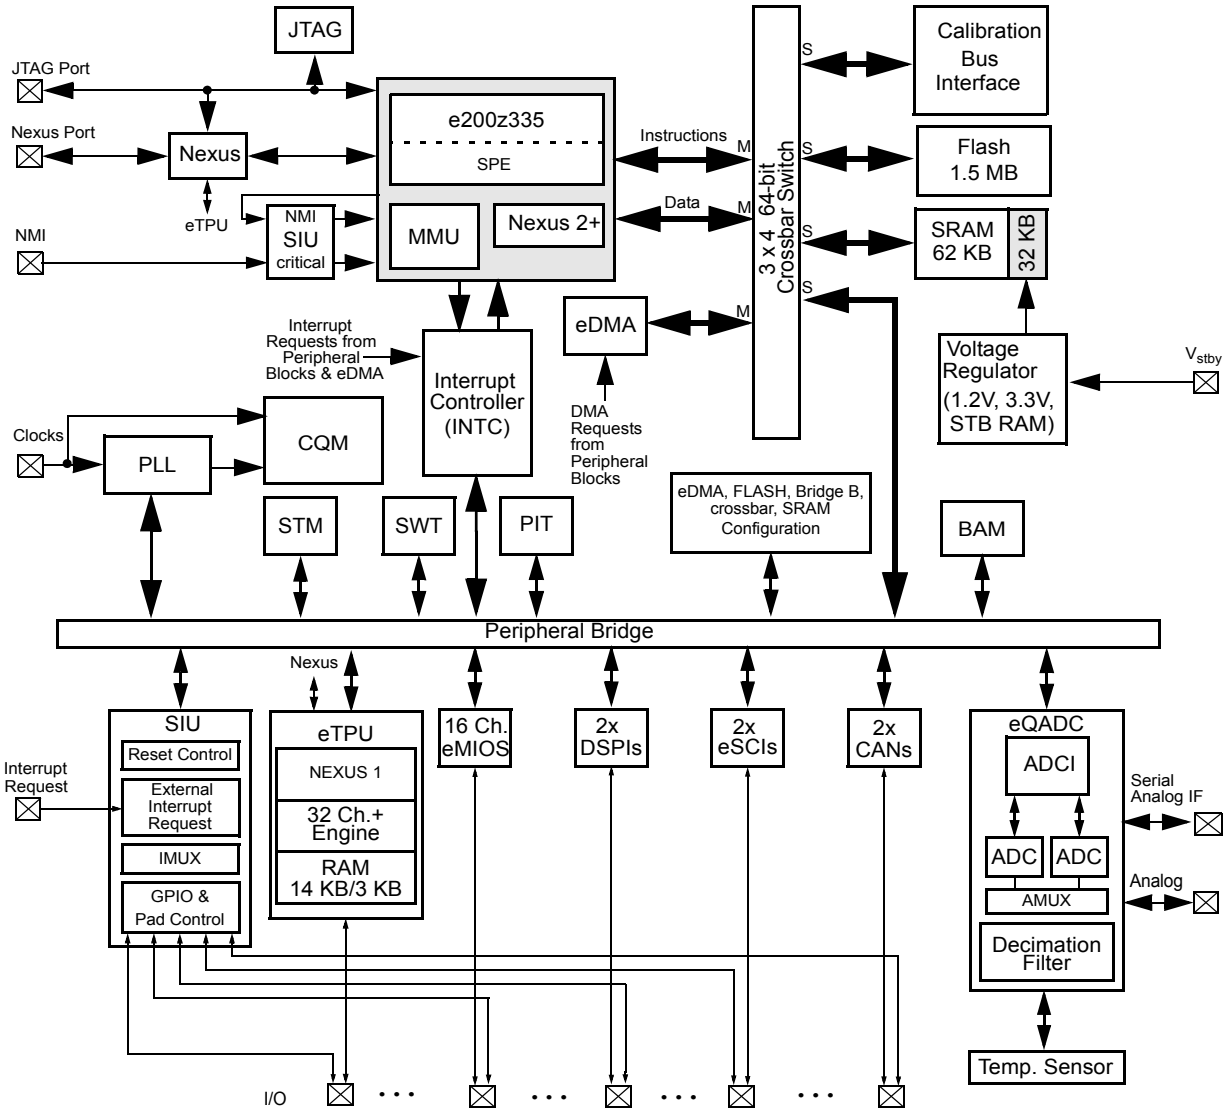 JTAG
JTAG Port
Nexus Port
Nexus
eTPU
NMI
NMI
SIU
critical
e200z335
SPE
MMU
Nexus 2+
Instructions
M
Data
M
M
3 x 4 64-bit
Crossbar Switch
S
S
S
S
Calibration
Bus
Interface
Flash
1.5 MB
SRAM
62 KB
32 KB
Voltage
Regulator
(1.2V, 3.3V,
STB RAM)
Vstby
eDMA
DMA
Requests
from
Peripheral
Blocks
Interrupt
Requests from
Peripheral
Blocks & eDMA
Interrupt
Controller
(INTC)
Clocks
PLL
CQM
STM
SWT
PIT
eDMA, FLASH, Bridge B,
crossbar, SRAM
Configuration
BAM
Peripheral Bridge
Nexus
SIU
Reset Control
External
Interrupt
Request
IMUX
GPIO &
Pad Control
Interrupt
Request
eTPU
NEXUS 1
32 Ch.+
Engine
RAM
14 KB/3 KB
16 Ch.
eMIOS
2x
DSPIs
2x
eSCIs
2x
CANs
eQADC
ADCI
ADC
ADC
AMUX
Decimation
Filter
Serial
Analog IF
Analog
Temp. Sensor
I/O
• • •
• • •
• • •
• • •